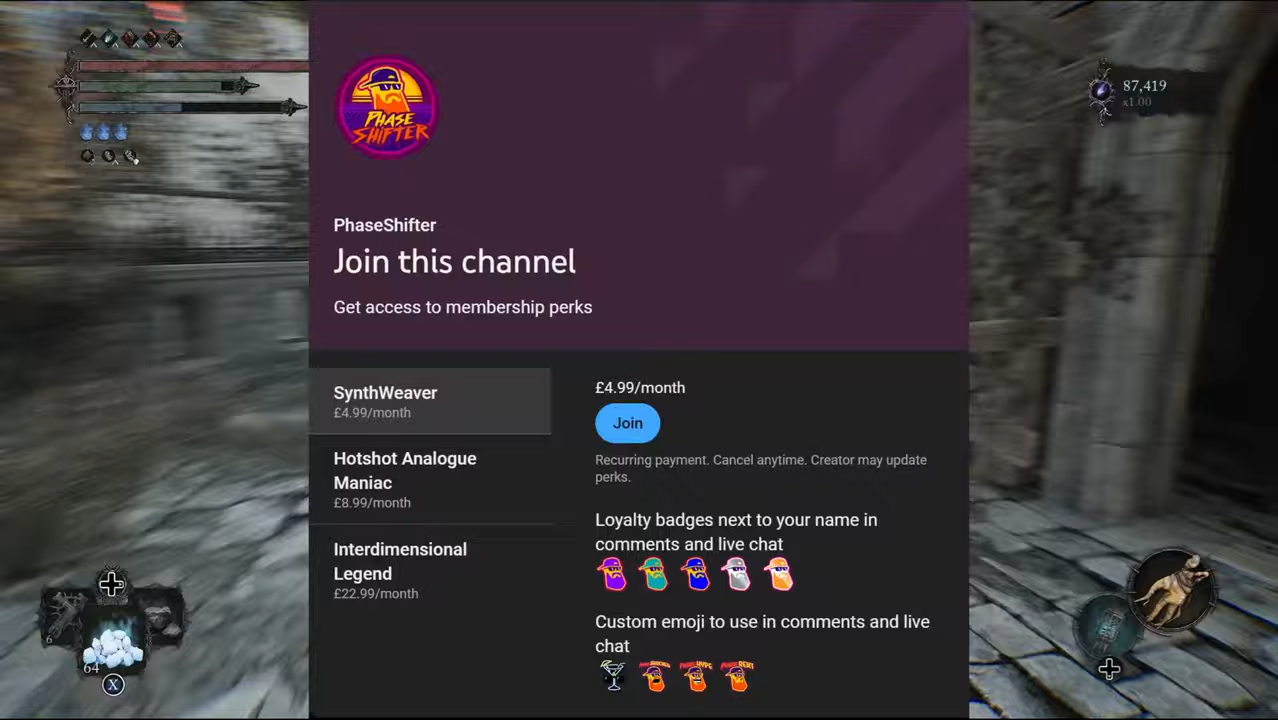 87,419
x1.00
PHASE
SHIFTER
PhaseShifter
Join this channel
Get access to membership perks
SynthWeaver
£4.99/month
Hotshot Analogue
Maniac
£8.99/month
Interdimensional
Legend
£22.99/month
£4.99/month
Join
Recurring payment. Cancel anytime. Creator may update
perks.
Loyalty badges next to your name in
comments and live chat
Custom emoji to use in comments and live
chat
6
64
X